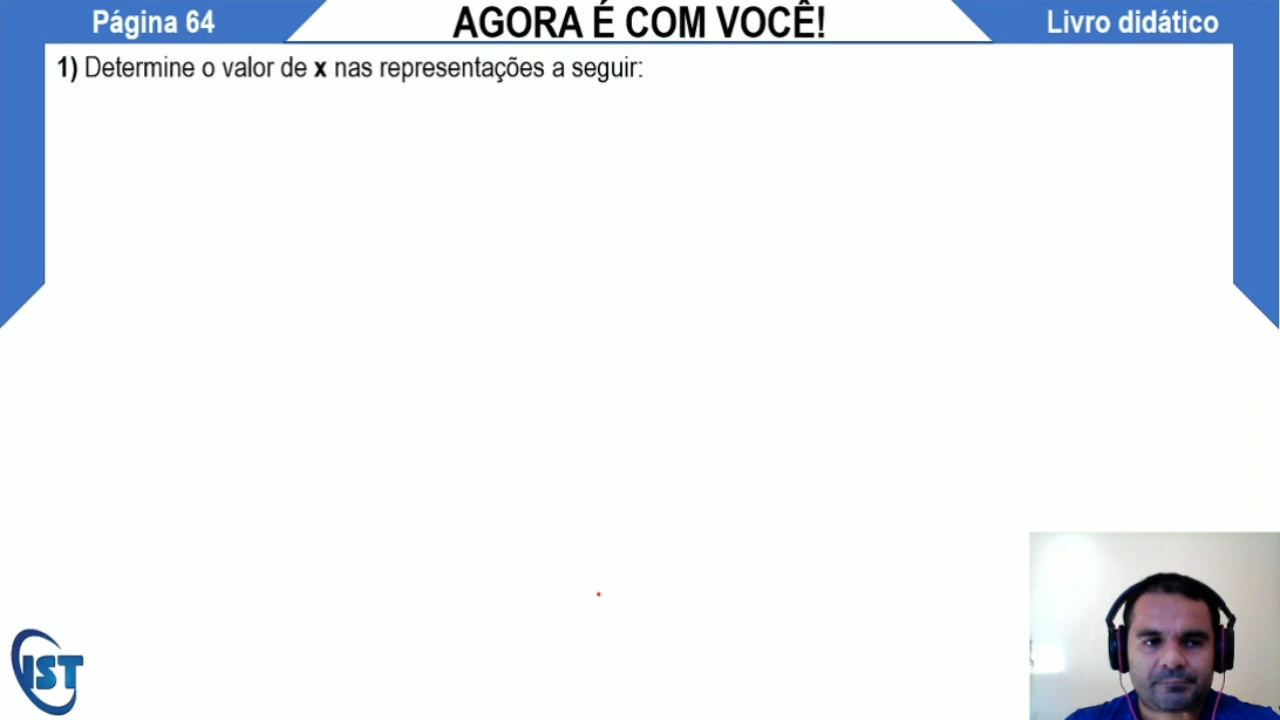 Página 64
AGORA É COM VOCÊ!
Livro didático
1) Determine o valor de x nas representações a seguir:
IST